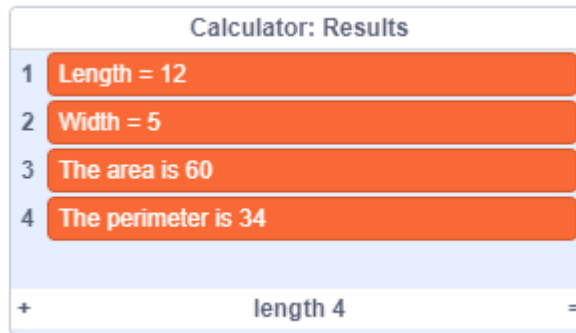 Calculator: Results
1 Length = 12
2 Width = 5
3 The area is 60
4 The perimeter is 34
+ length 4 =